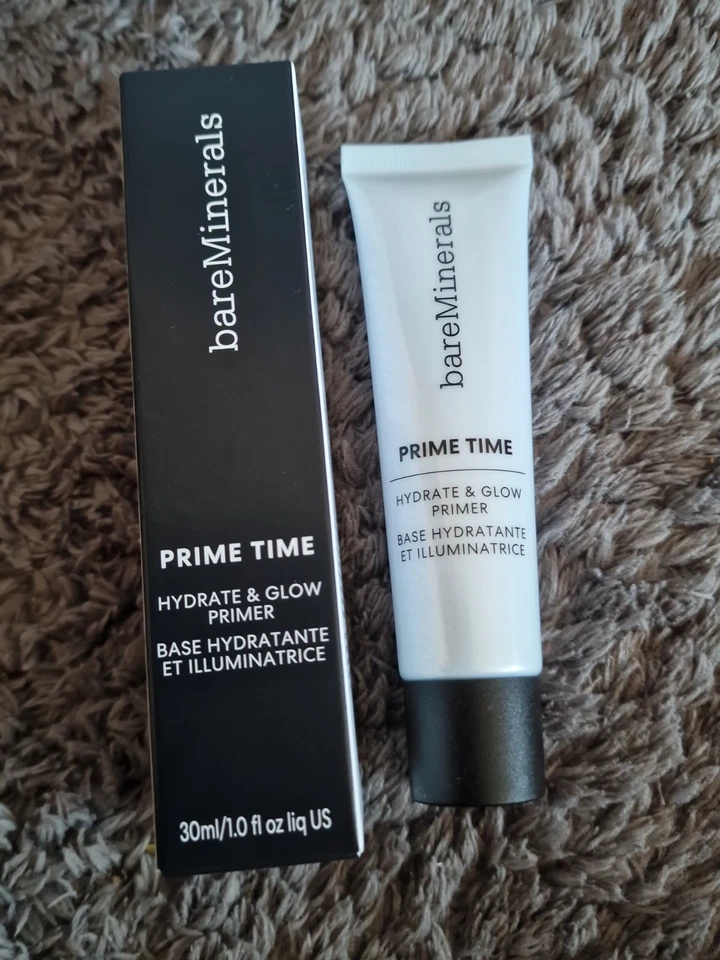 bareMinerals
PRIME TIME
HYDRATE & GLOW
PRIMER
BASE HYDRATANTE
ET ILLUMINATRICE
30ml/1.0 fl oz liq US
bareMinerals
PRIME TIME
HYDRATE & GLOW
PRIMER
BASE HYDRATANTE
ET ILLUMINATRICE